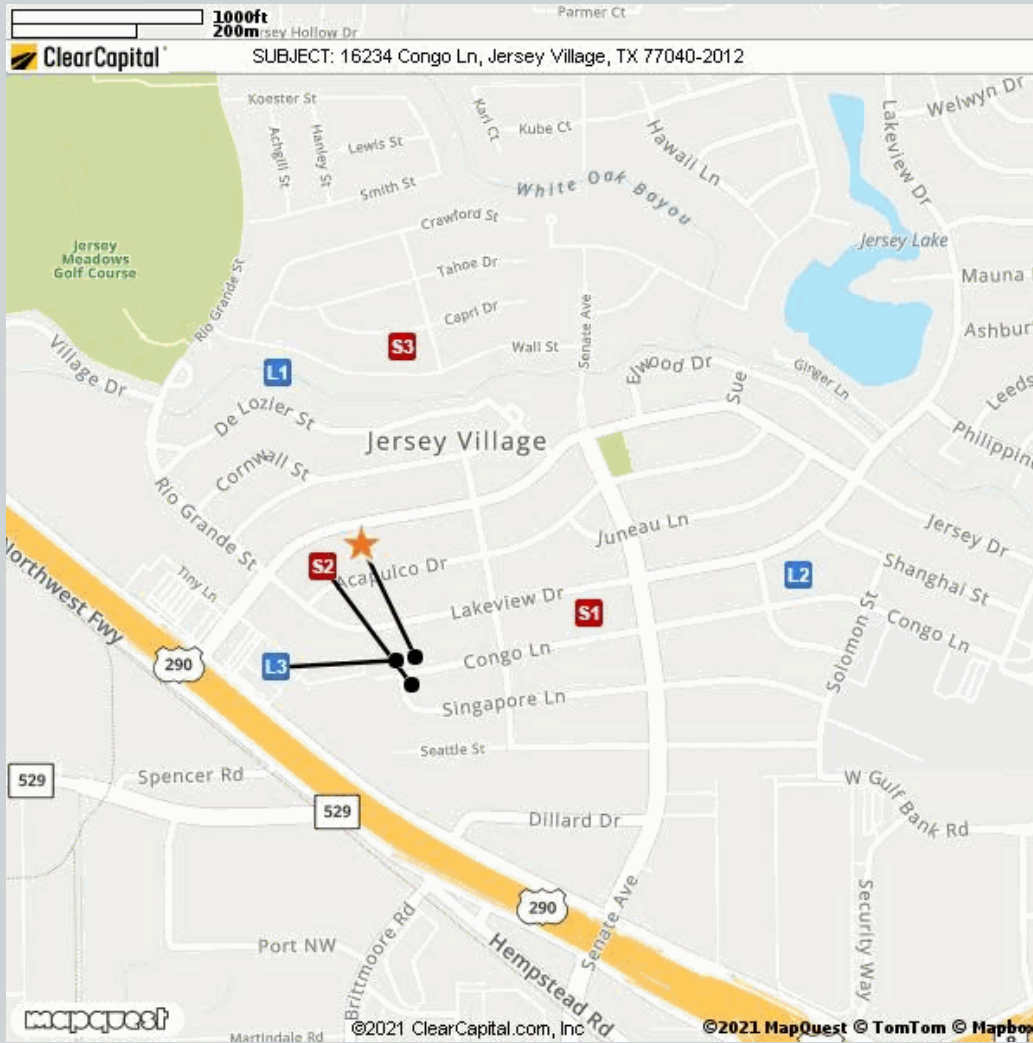 1000ft
Parmer Ct
200m
rsey Hollow Dr
ClearCapital
SUBJECT: 16234 Congo Ln, Jersey Village, TX 77040-2012
Koester St
Karl Ct
Kube Ct
Hawaii Ln
Lakeview Dr
Welwyn Dr
Achgill St
Hanley St
Lewis St
Smith St
White Oak Bayou
Crawford St
Jersey
Meadows
Golf Course
Jersey Lake
Tahoe Dr
Mauna
Rio Grande St
Capri Dr
Senate Ave
Ashbur
S3
Wall St
Village Dr
L1
Elwood Dr
Sue
Ginger Ln
Leeds
De Lozier St
Jersey Village
Philippin
Cornwall St
Rio Grande St
Juneau Ln
Jersey Dr
Northwest Fwy
S2
Acapulco Dr
Tiny Ln
L2
Shanghai St
Lakeview Dr
S1
Solomon St
Congo Ln
290
L3
Congo Ln
Singapore Ln
Seattle St
529
Spencer Rd
W Gulf Bank Rd
529
Dillard Dr
290
Senate Ave
Security Way
Port NW
Brittmoore Rd
Hempstead Rd
mapquest
©2021 ClearCapital.com, Inc
©2021 MapQuest © TomTom © Mapbox
Martindale Rd